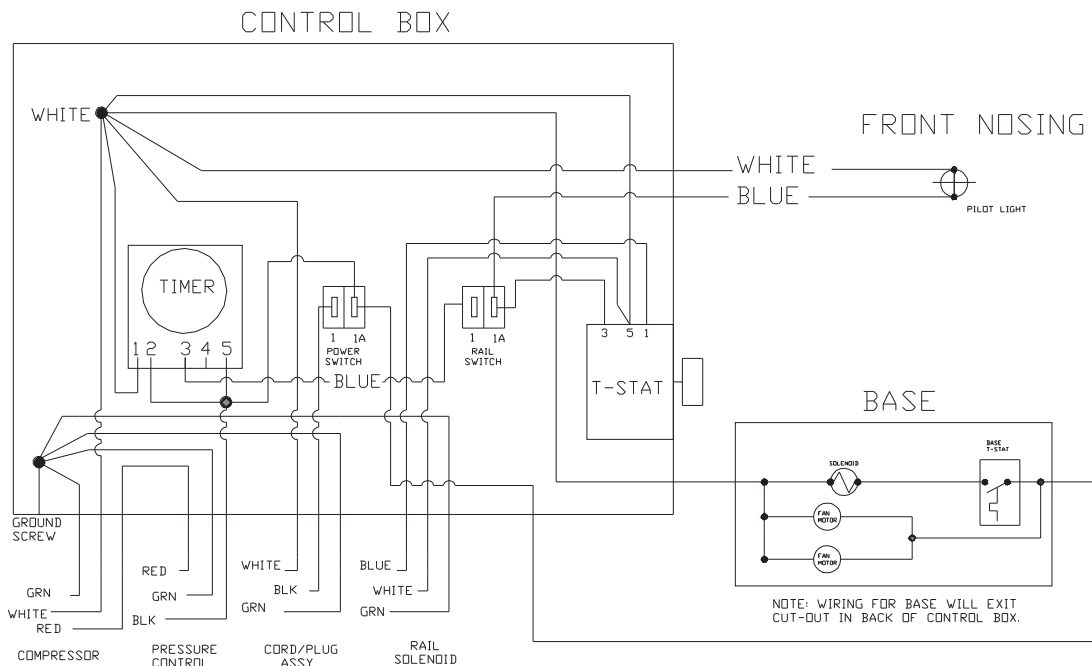 CONTROL BOX
WHITE
FRONT NOSING
WHITE
BLUE
PILOT LIGHT
TIMER
1 2 3 4 5
1 1A
POWER
SWITCH
1 1A
RAIL
SWITCH
3 5 1
T-STAT
BLUE
BASE
BASE
T-STAT
SOLENOID
FAN
MOTOR
FAN
MOTOR
GROUND
SCREW
NOTE: WIRING FOR BASE WILL EXIT
CUT-OUT IN BACK OF CONTROL BOX.
GRN
WHITE
RED
COMPRESSOR
RED
GRN
BLK
PRESSURE
CONTROL
WHITE
BLK
GRN
CORD/PLUG
ASSY
BLUE
WHITE
GRN
RAIL
SOLENOID